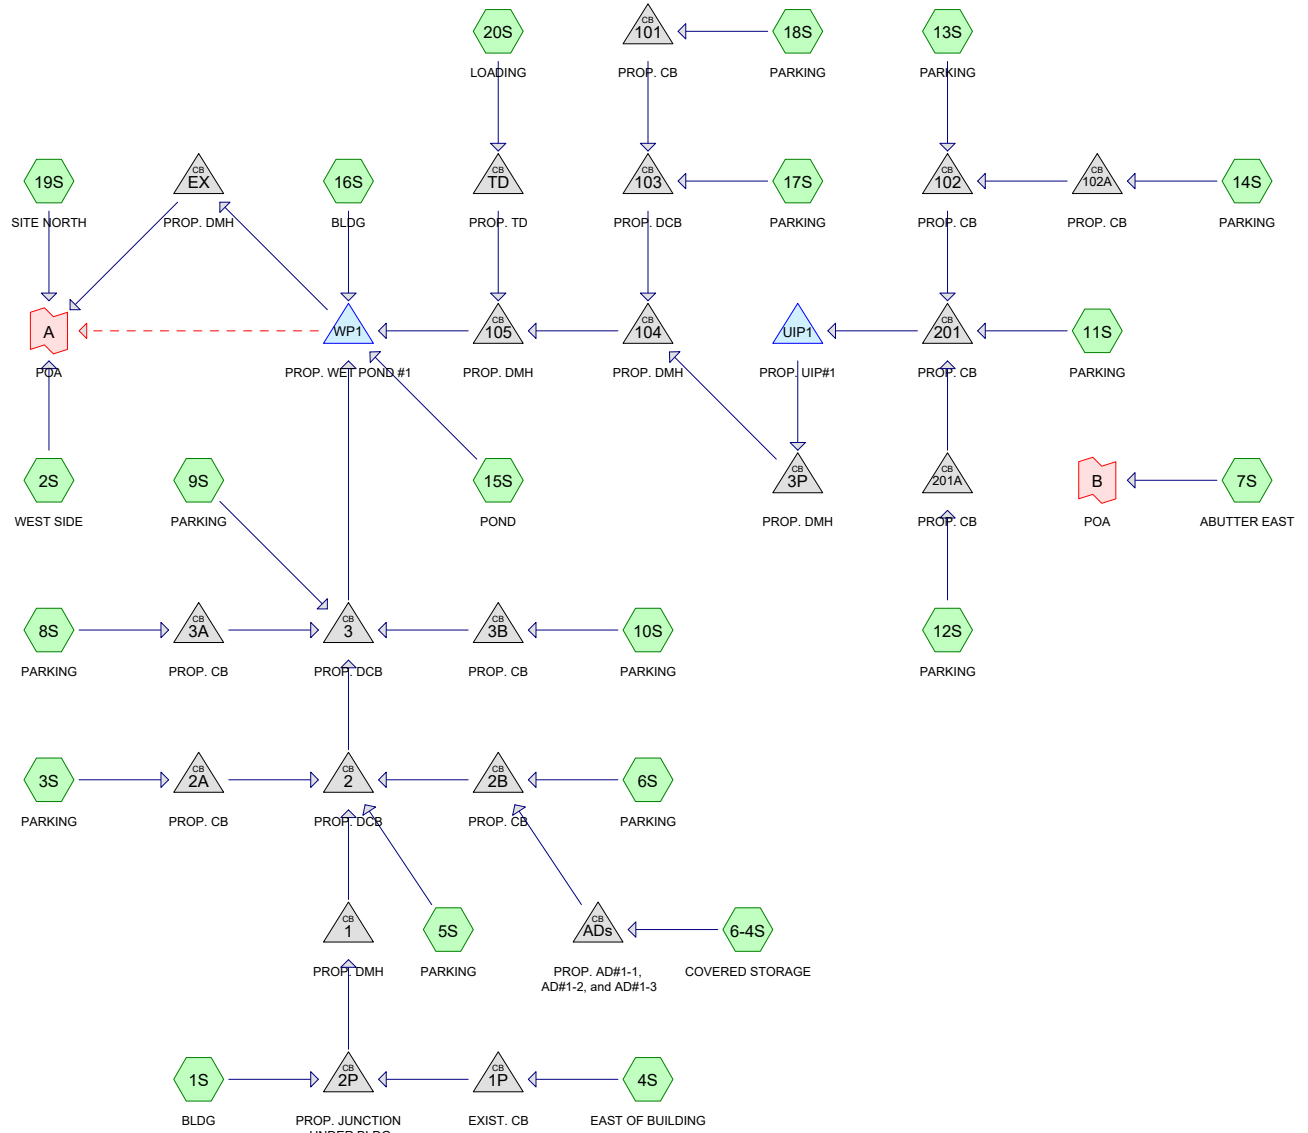 20S
LOADING
CB
101
PROP. CB
18S
PARKING
13S
PARKING
19S
SITE NORTH
CB
EX
PROP. DMH
16S
BLDG
CB
TD
PROP. TD
CB
103
PROP. DCB
17S
PARKING
CB
102
PROP. CB
CB
102A
PROP. CB
14S
PARKING
A
POA
WP1
PROP. WET POND #1
CB
105
PROP. DMH
CB
104
PROP. DMH
UIP1
PROP. UIP#1
CB
201
PROP. CB
11S
PARKING
2S
WEST SIDE
9S
PARKING
15S
POND
CB
3P
PROP. DMH
CB
201A
PROP. CB
B
POA
7S
ABUTTER EAST
8S
PARKING
CB
3A
PROP. CB
CB
3
PROP. DCB
CB
3B
PROP. CB
10S
PARKING
12S
PARKING
3S
PARKING
CB
2A
PROP. CB
CB
2
PROP. DCB
CB
2B
PROP. CB
6S
PARKING
CB
1
PROP. DMH
5S
PARKING
CB
ADs
PROP. AD#1-1,
AD#1-2, and AD#1-3
6-4S
COVERED STORAGE
1S
BLDG
CB
2P
PROP. JUNCTION
UNDER BLDG
CB
1P
EXIST. CB
4S
EAST OF BUILDING